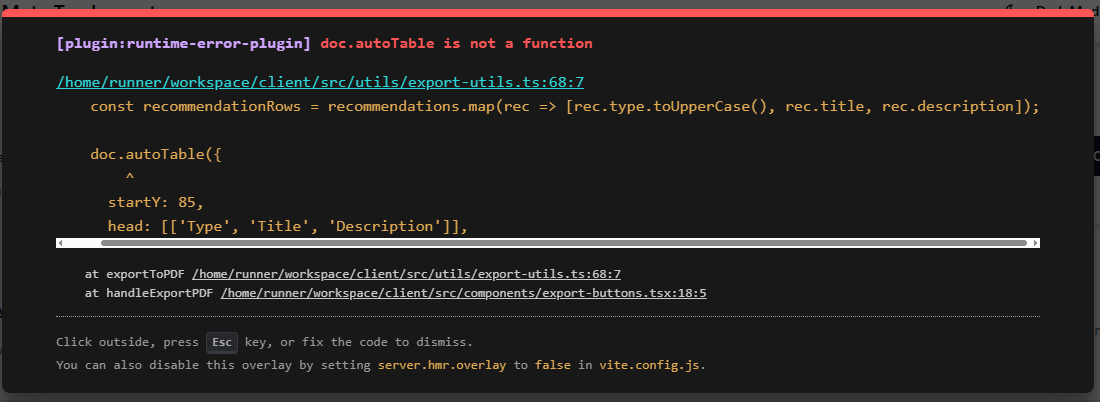 [plugin:runtime-error-plugin] doc.autoTable is not a function
/home/runner/workspace/client/src/utils/export-utils.ts:68:7
const recommendationRows = recommendations.map(rec => [rec.type.toUpperCase(), rec.title, rec.description]);
doc.autoTable({
^
startY: 85,
head: [['Type', 'Title', 'Description']],
at exportToPDF /home/runner/workspace/client/src/utils/export-utils.ts:68:7
at handleExportPDF /home/runner/workspace/client/src/components/export-buttons.tsx:18:5
Click outside, press Esc key, or fix the code to dismiss.
You can also disable this overlay by setting server.hmr.overlay to false in vite.config.js.